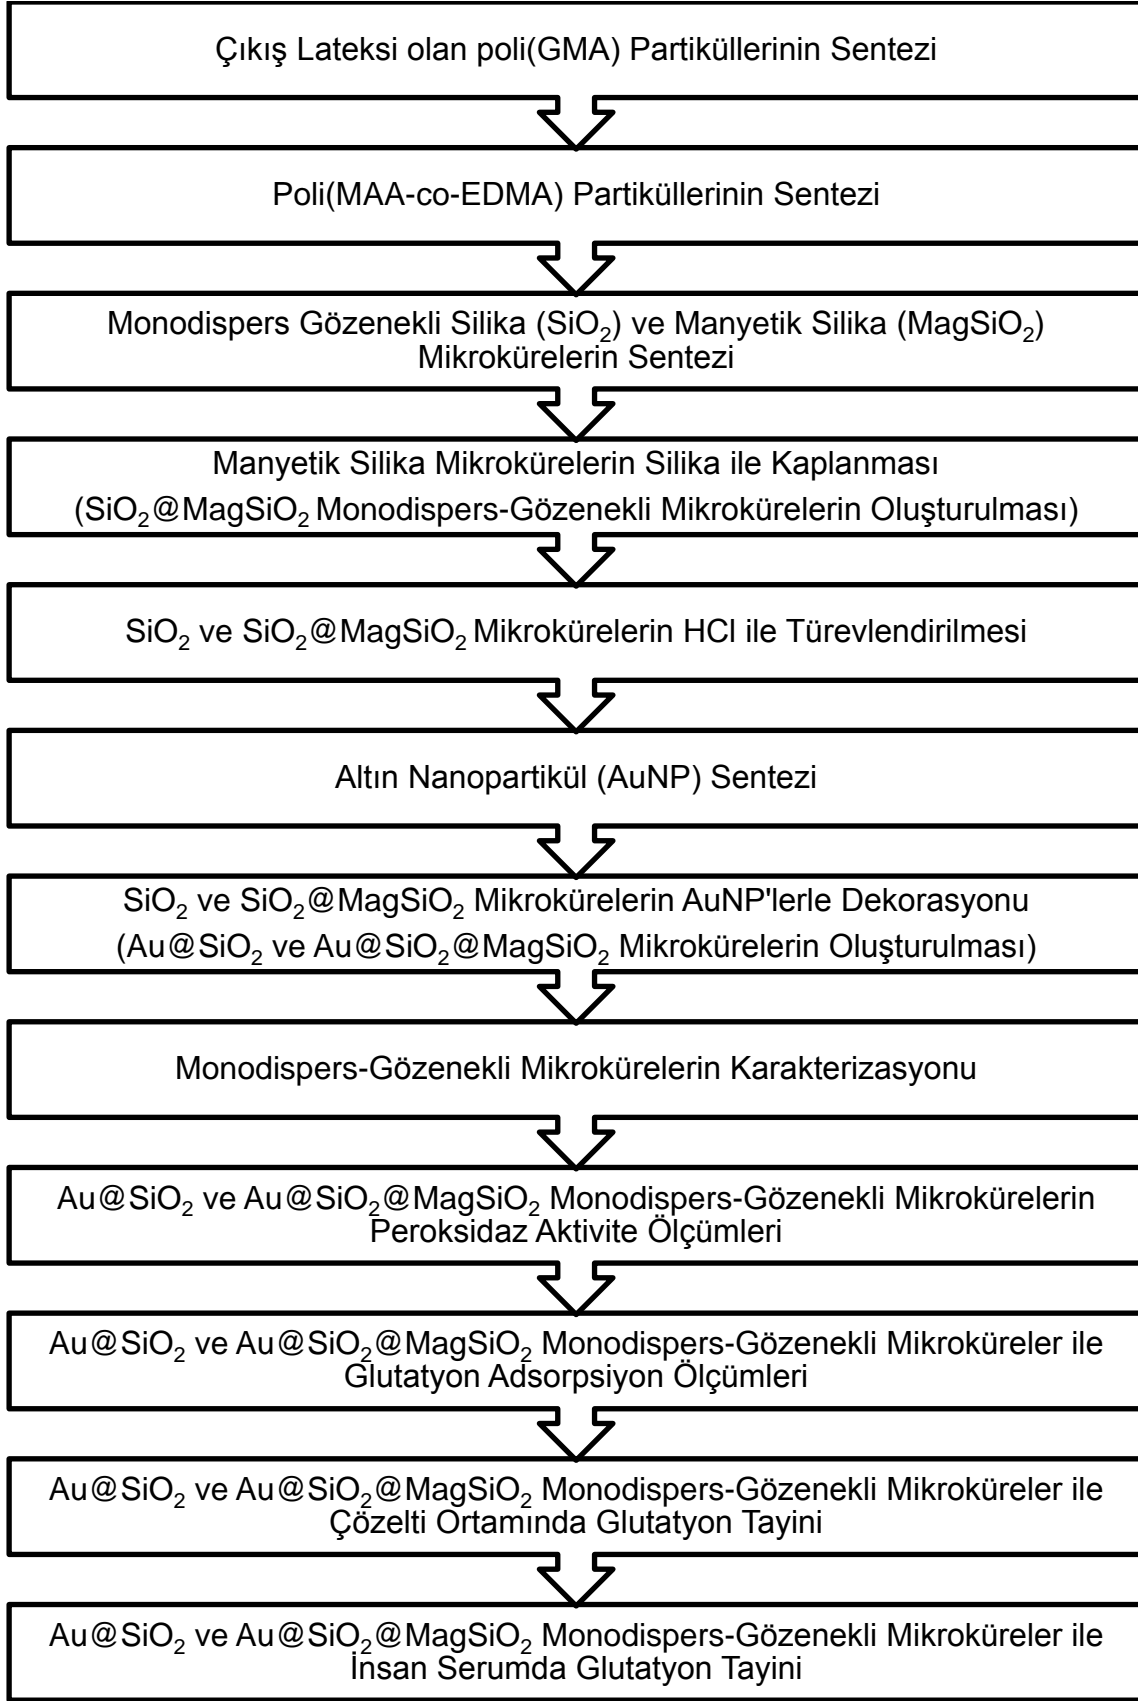 Çıkış Lateksi olan poli(GMA) Partiküllerinin Sentezi
Poli(MAA-co-EDMA) Partiküllerinin Sentezi
Monodispers Gözenekli Silika (SiO₂) ve Manyetik Silika (MagSiO₂)
Mikrokürelerin Sentezi
Manyetik Silika Mikrokürelerin Silika ile Kaplanması
(SiO₂@MagSiO₂ Monodispers-Gözenekli Mikrokürelerin Oluşturulması)
SiO₂ ve SiO₂@MagSiO₂ Mikrokürelerin HCl ile Türevlendirilmesi
Altın Nanopartikül (AuNP) Sentezi
SiO₂ ve SiO₂@MagSiO₂ Mikrokürelerin AuNP'lerle Dekorasyonu
(Au@SiO₂ ve Au@SiO₂@MagSiO₂ Mikrokürelerin Oluşturulması)
Monodispers-Gözenekli Mikrokürelerin Karakterizasyonu
Au@SiO₂ ve Au@SiO₂@MagSiO₂ Monodispers-Gözenekli Mikrokürelerin
Peroksidaz Aktivite Ölçümleri
Au@SiO₂ ve Au@SiO₂@MagSiO₂ Monodispers-Gözenekli Mikroküreler ile
Glutatyon Adsorpsiyon Ölçümleri
Au@SiO₂ ve Au@SiO₂@MagSiO₂ Monodispers-Gözenekli Mikroküreler ile
Çözelti Ortamında Glutatyon Tayini
Au@SiO₂ ve Au@SiO₂@MagSiO₂ Monodispers-Gözenekli Mikroküreler ile
İnsan Serumda Glutatyon Tayini